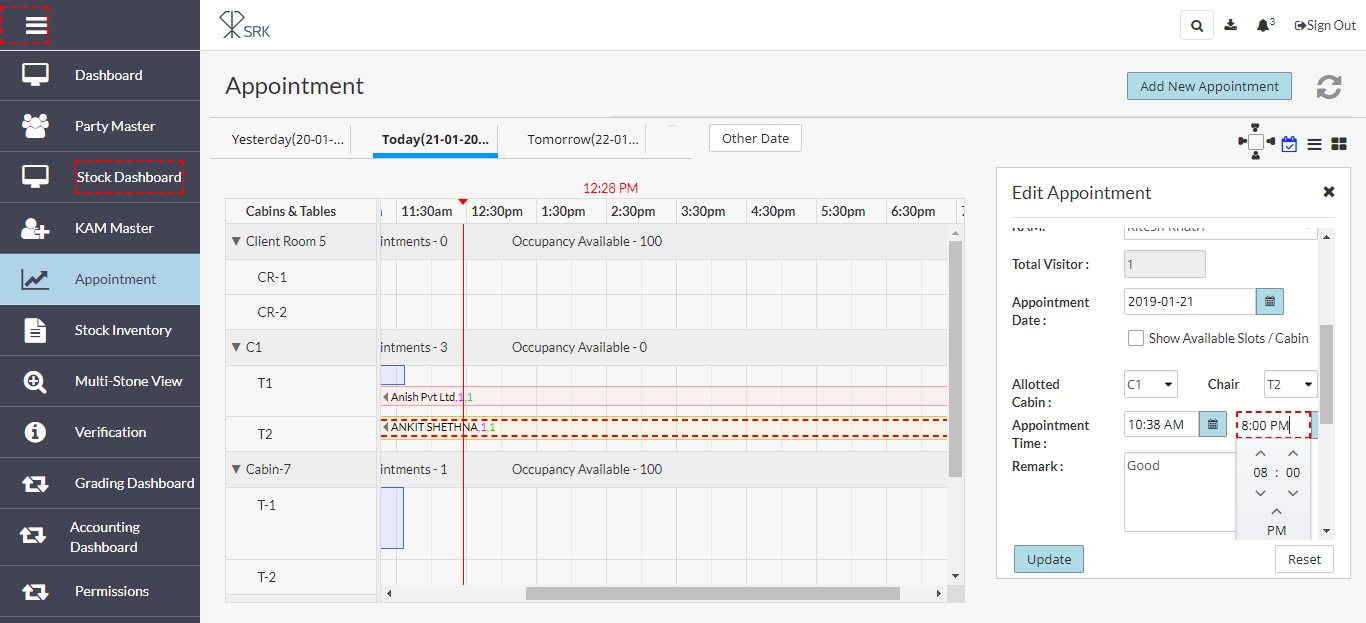 SRK
3
Sign Out
Dashboard
Party Master
Stock Dashboard
KAM Master
Appointment
Stock Inventory
Multi-Stone View
Verification
Grading Dashboard
Accounting
Dashboard
Permissions
Appointment
Add New Appointment
Yesterday(20-01-...
Today(21-01-20...
Tomorrow(22-01...
Other Date
12:28 PM
Cabins & Tables
11:30am
12:30pm
1:30pm
2:30pm
3:30pm
4:30pm
5:30pm
6:30pm
Client Room 5
intments - 0
Occupancy Available - 100
CR-1
CR-2
C1
intments - 3
Occupancy Available - 0
T1
Anish Pvt Ltd,1,1
T2
ANKIT SHETHNA,1,1
Cabin-7
intments - 1
Occupancy Available - 100
T-1
T-2
Edit Appointment
Total Visitor :
1
Appointment
Date :
2019-01-21
Show Available Slots / Cabin
Allotted
Cabin :
C1
Chair
T2
Appointment
Time :
10:38 AM
8:00 PM
Remark :
Good
08 : 00
PM
Update
Reset